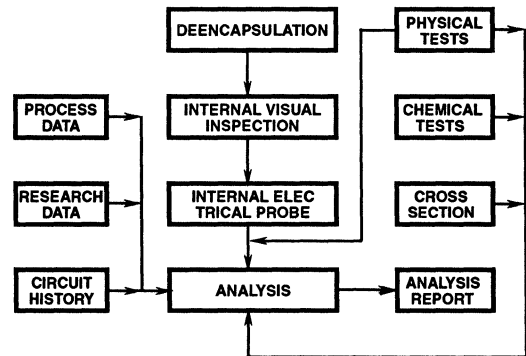 DEENCAPSULATION
PHYSICAL
TESTS
PROCESS
DATA
INTERNAL VISUAL
INSPECTION
CHEMICAL
TESTS
RESEARCH
DATA
INTERNAL ELEC
TRICAL PROBE
CROSS
SECTION
CIRCUIT
HISTORY
ANALYSIS
ANALYSIS
REPORT